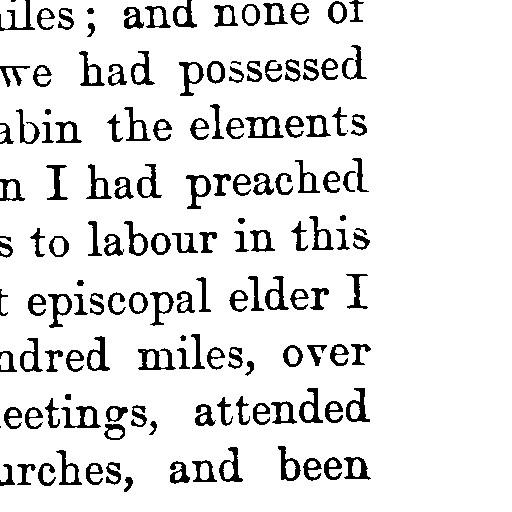 iles; and none of
we had possessed
abin the elements
n I had preached
s to labour in this
t episcopal elder I
ndred miles, over
eetings, attended
urches, and been